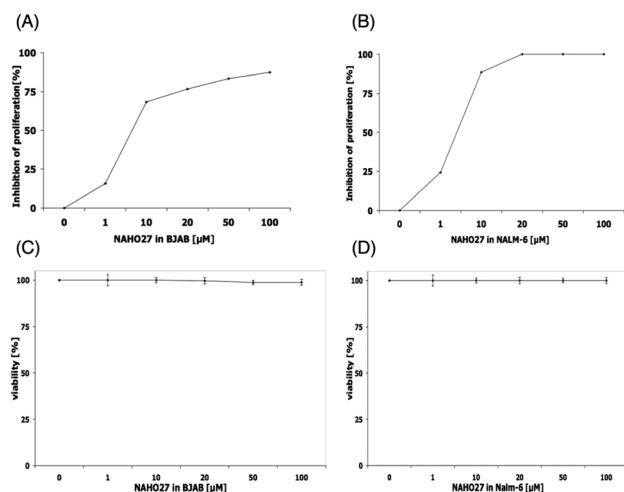 (A)
Inhibition of proliferation[%]
100
75
50
25
0
0 1 10 20 50 100
NAHO27 in BJAB [µM]
(B)
Inhibition of proliferation [%]
100
75
50
25
0
0 1 10 20 50 100
NAHO27 in NALM-6 [µM]
(C)
viability [%]
100
75
50
25
0
0 1 10 20 50 100
NAHO27 in BJAB [µM]
(D)
viability [%]
100
75
50
25
0
0 1 10 20 50 100
NAHO27 in Nalm-6 [µM]